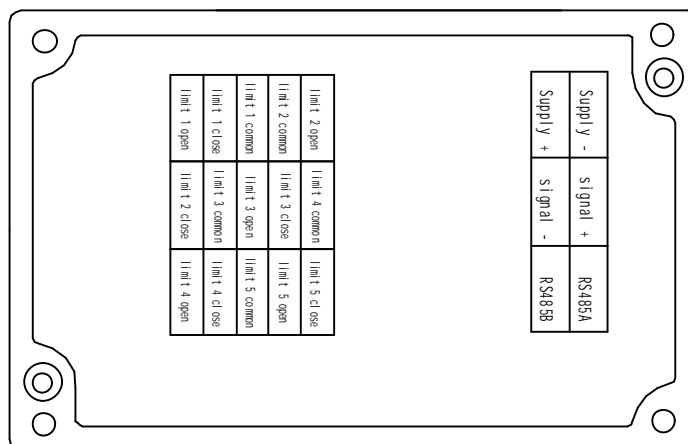 Supply - signal + RS485A
Supply + signal - RS485B
limit 2 open limit 4 common limit 5 close
limit 2 common limit 3 close limit 5 open
limit 1 common limit 3 open limit 5 common
limit 1 close limit 3 common limit 4 close
limit 1 open limit 2 close limit 4 open